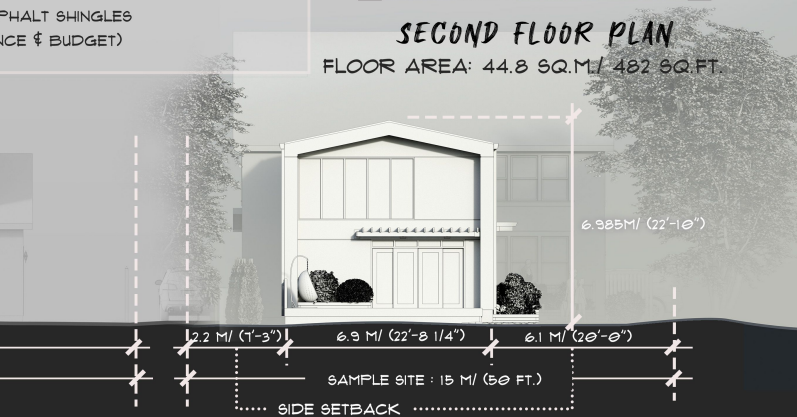 PHALT SHINGLES
NCE & BUDGET)
SECOND FLOOR PLAN
FLOOR AREA: 44.8 SQ.M./ 482 SQ.FT.
6.985M/ (22'-10")
2.2 M/ (7'-3")
6.9 M/ (22'-8 1/4")
6.1 M/ (20'-0")
SAMPLE SITE : 15 M/ (50 FT.)
SIDE SETBACK